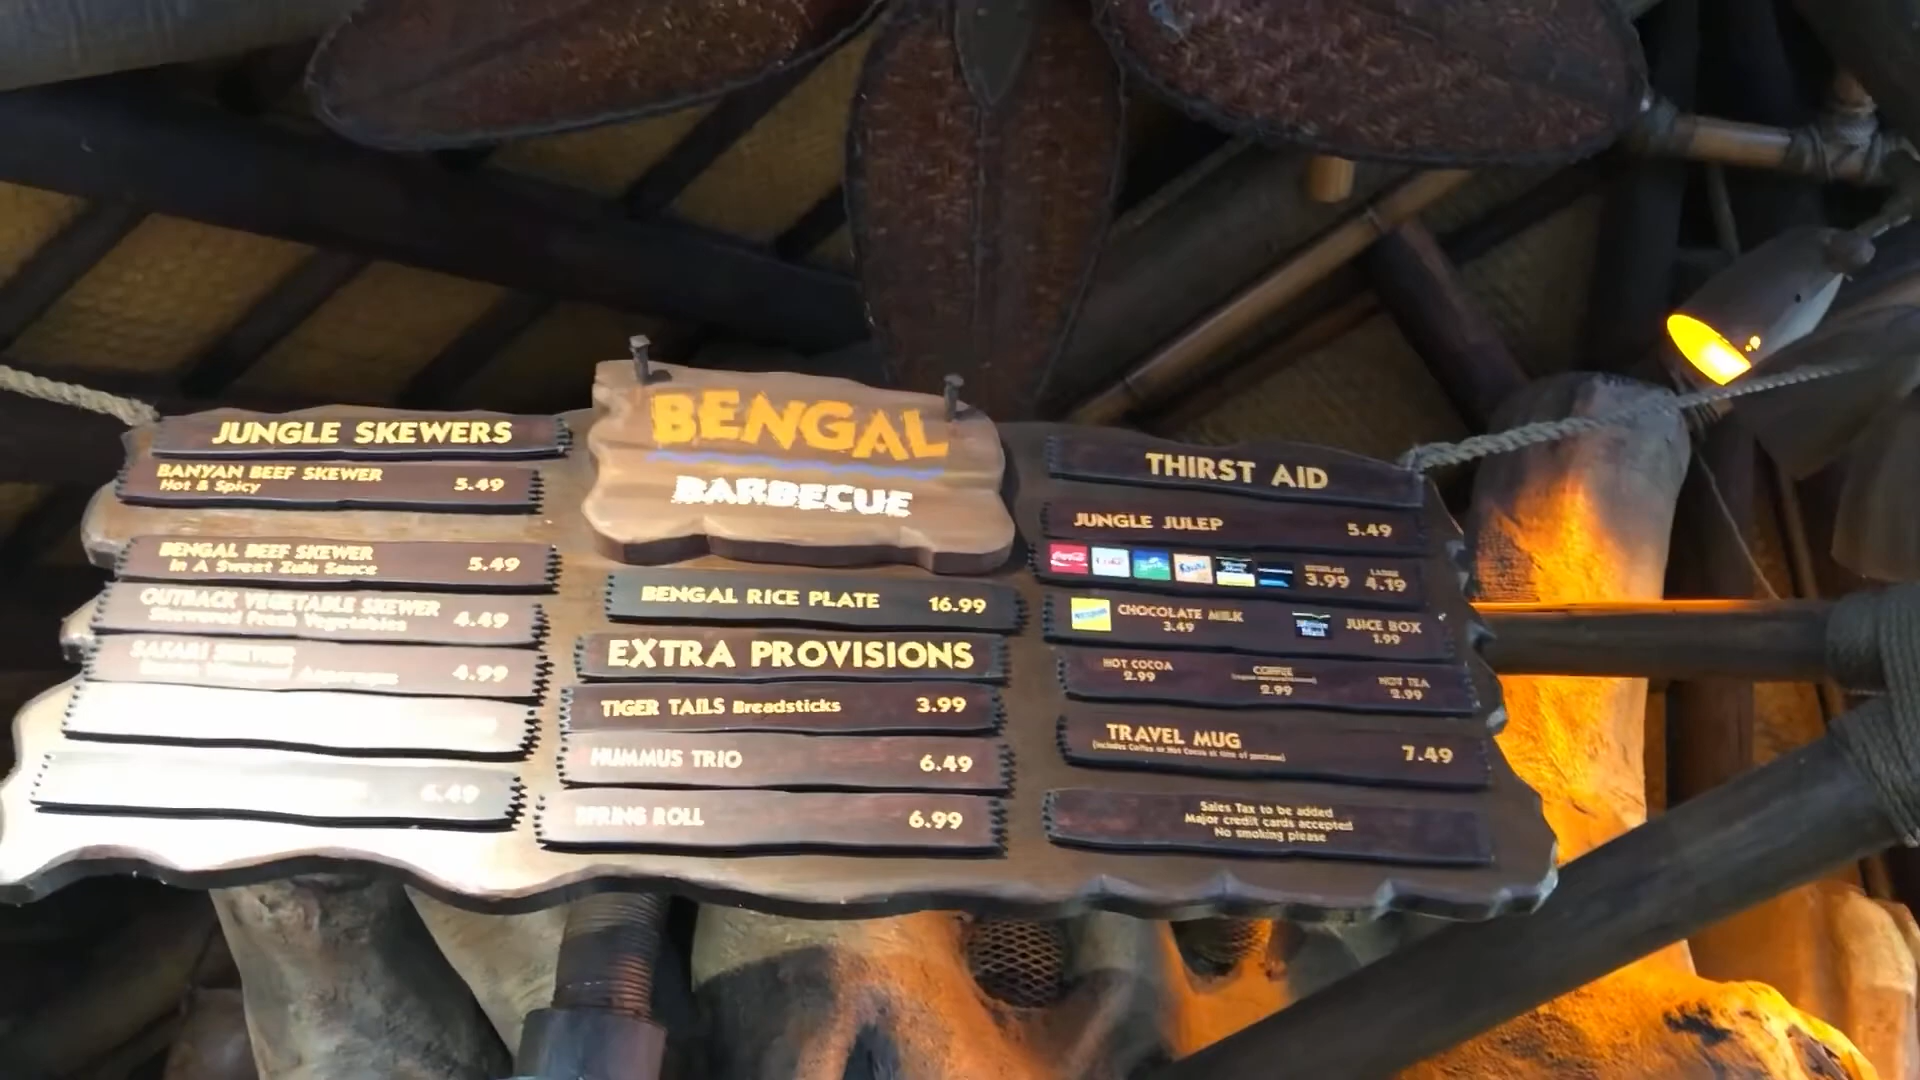 JUNGLE SKEWERS
BANYAN BEEF SKEWER 5.49
Hot & Spicy
BENGAL BEEF SKEWER 5.49
In A Sweet Zulu Sauce
OUTBACK VEGETABLE SKEWER 4.49
Skewered Fresh Vegetables
SAFARI SKEWER 4.99
Asparagus
6.49
BENGAL
BARBECUE
BENGAL RICE PLATE 16.99
EXTRA PROVISIONS
TIGER TAILS Breadsticks 3.99
HUMMUS TRIO 6.49
SPRING ROLL 6.99
THIRST AID
JUNGLE JULEP 5.49
Coca-Cola
REGULAR LARGE
3.99 4.19
CHOCOLATE MILK
3.49
Minute Maid
JUICE BOX
1.99
HOT COCOA
2.99
COFFEE
2.99
HOT TEA
2.99
TRAVEL MUG 7.49
(Includes Coffee or Hot Cocoa at time of purchase)
Sales Tax to be added
Major credit cards accepted
No smoking please